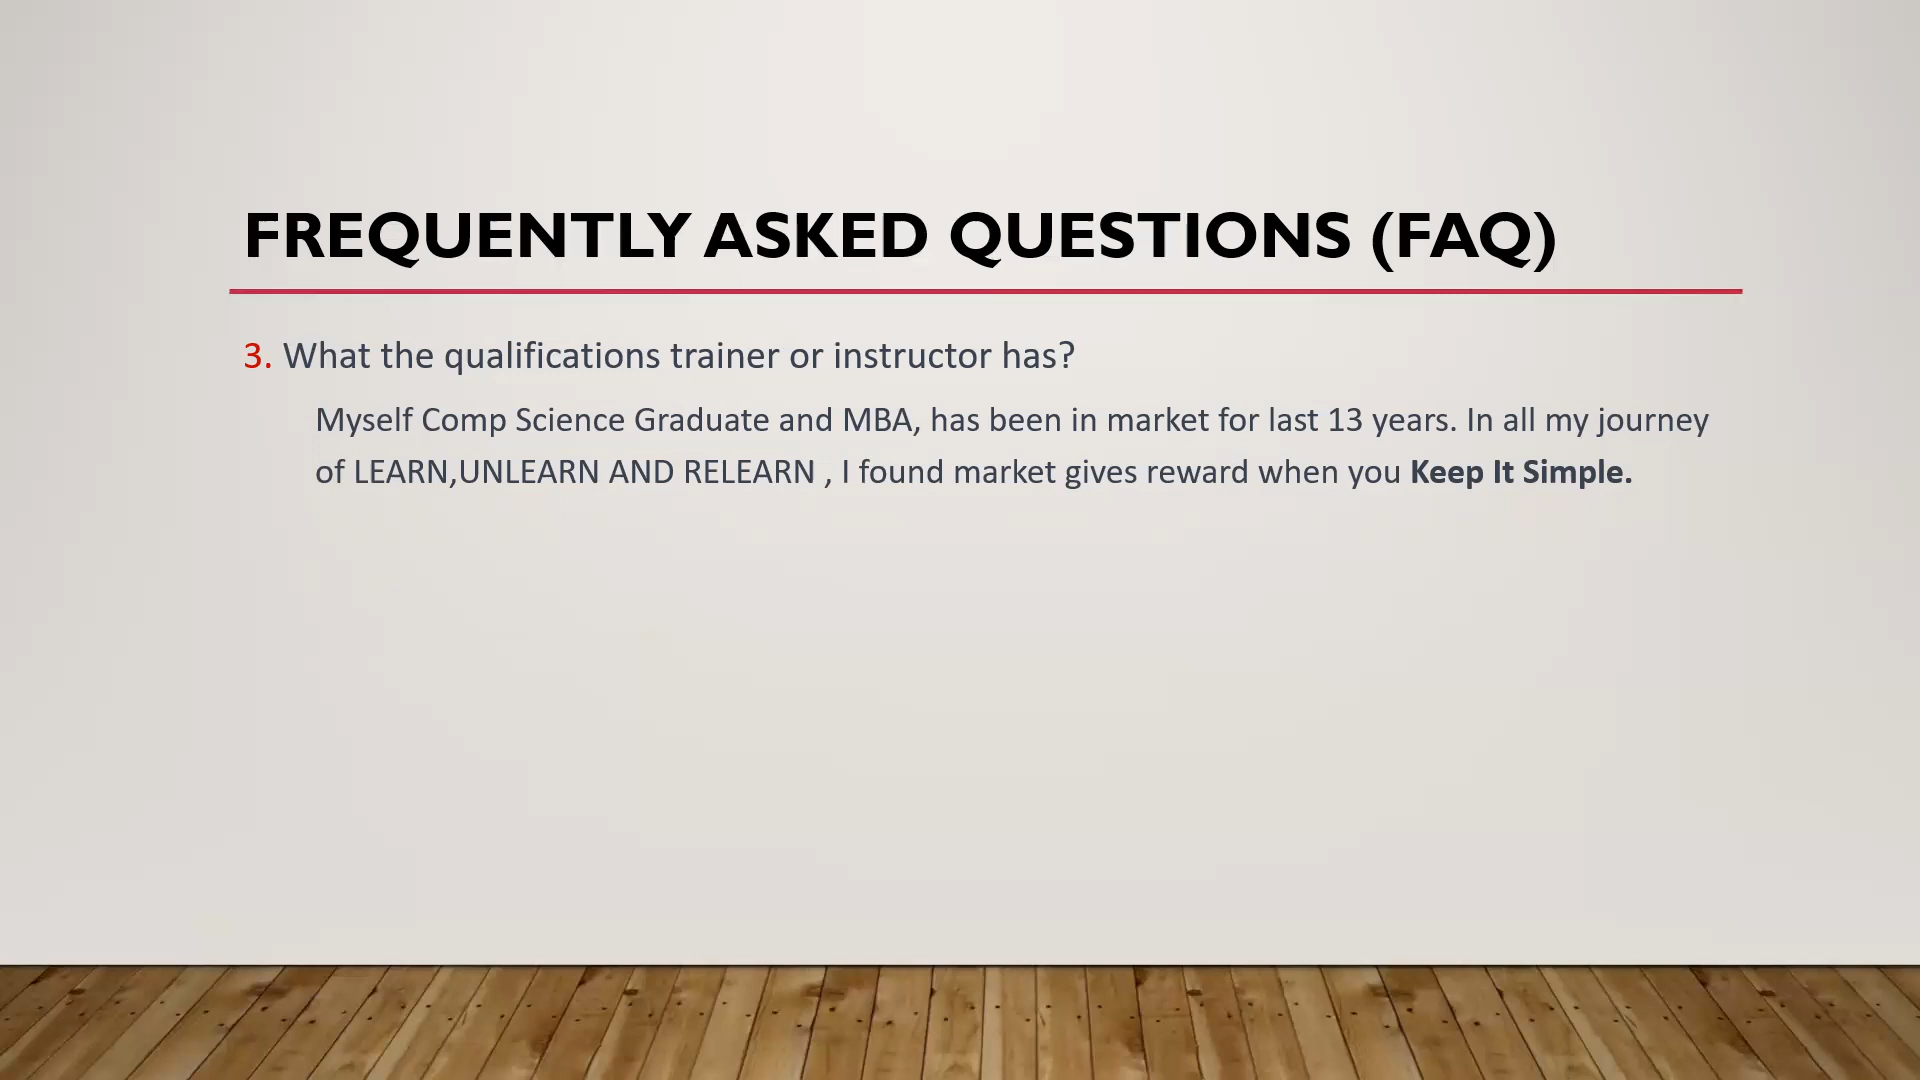 FREQUENTLY ASKED QUESTIONS (FAQ)
3. What the qualifications trainer or instructor has?
Myself Comp Science Graduate and MBA, has been in market for last 13 years. In all my journey
of LEARN,UNLEARN AND RELEARN , I found market gives reward when you Keep It Simple.